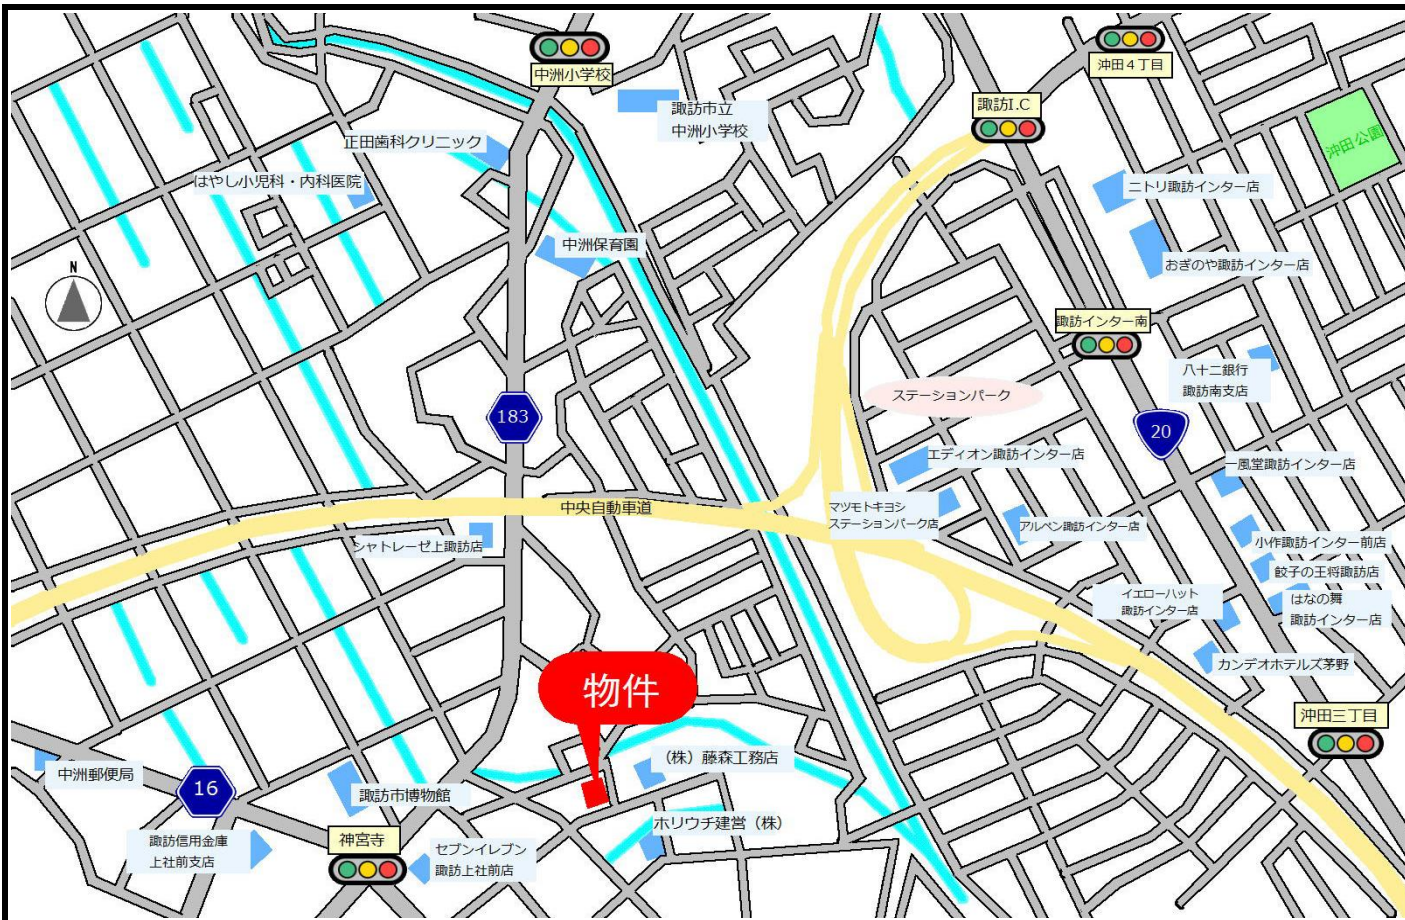 中洲小学校
沖田４丁目
諏訪I.C
諏訪市立
中洲小学校
正田歯科クリニック
はやし小児科・内科医院
沖田公園
ニトリ諏訪インター店
中洲保育園
おぎのや諏訪インター店
N
諏訪インター南
八十二銀行
諏訪南支店
ステーションパーク
183
20
エディオン諏訪インター店
一風堂諏訪インター店
中央自動車道
マツモトキヨシ
ステーションパーク店
アルペン諏訪インター店
シャトレーゼ上諏訪店
小作諏訪インター前店
餃子の王将諏訪店
イエローハット
諏訪インター店
はなの舞
諏訪インター店
カンデオホテルズ茅野
物件
沖田三丁目
(株）藤森工務店
中洲郵便局
16
諏訪市博物館
ホリウチ建営（株）
諏訪信用金庫
上社前支店
神宮寺
セブンイレブン
諏訪上社前店